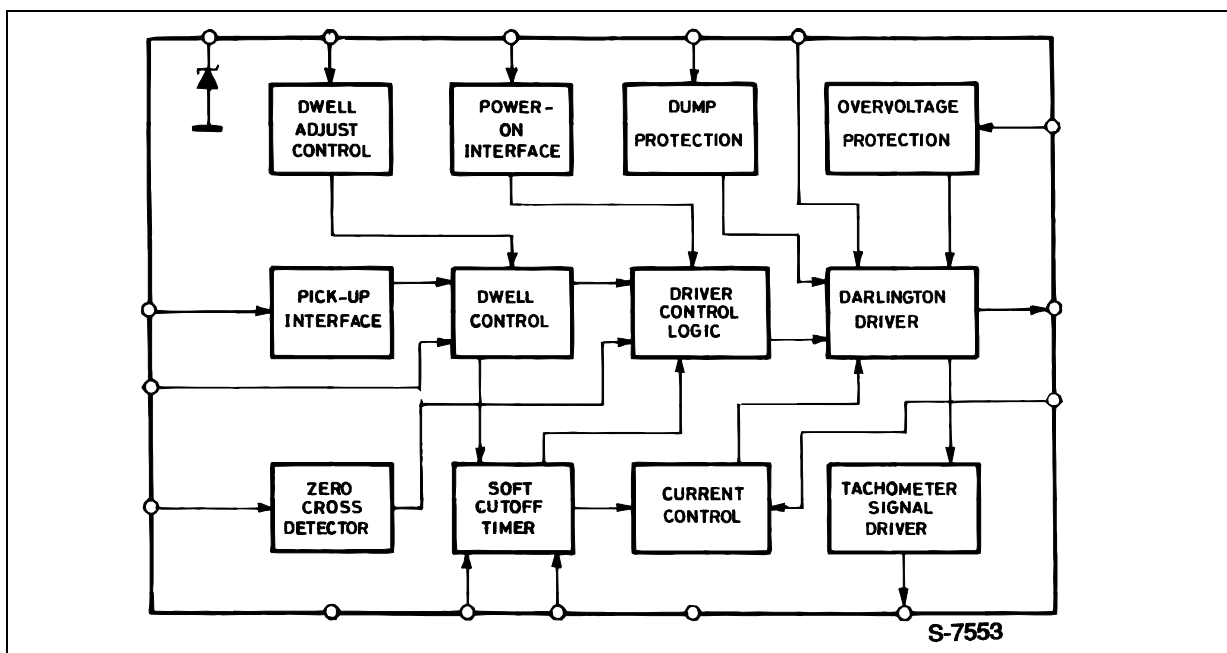 DWELL
ADJUST
CONTROL
POWER-
ON
INTERFACE
DUMP
PROTECTION
OVERVOLTAGE
PROTECTION
PICK-UP
INTERFACE
DWELL
CONTROL
DRIVER
CONTROL
LOGIC
DARLINGTON
DRIVER
ZERO
CROSS
DETECTOR
SOFT
CUTOFF
TIMER
CURRENT
CONTROL
TACHOMETER
SIGNAL
DRIVER
S-7553